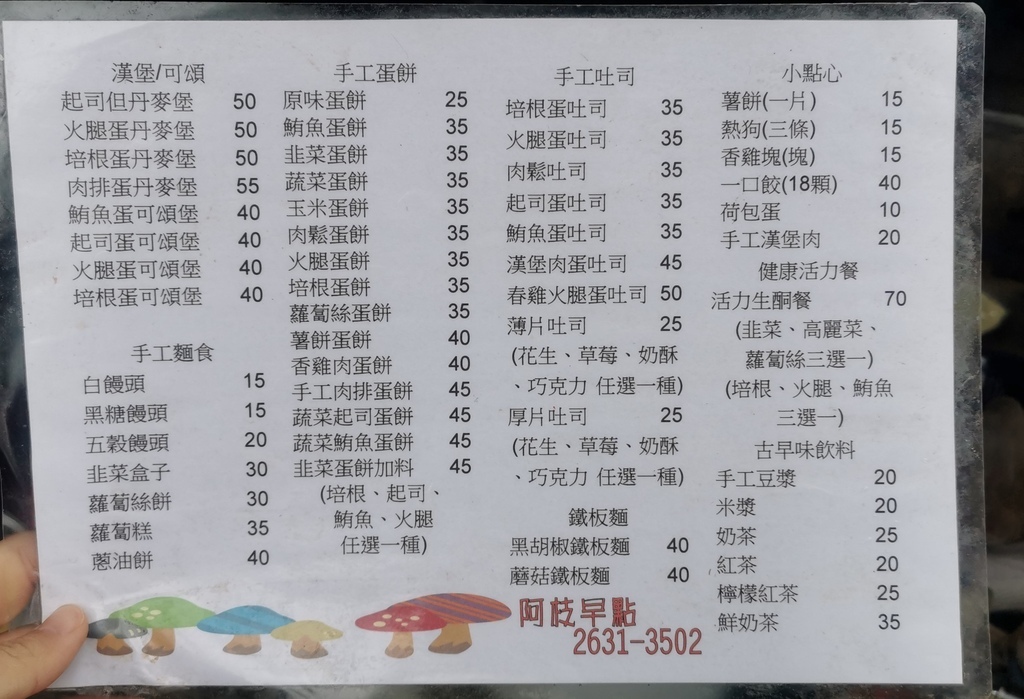 漢堡/可頌
起司但丹麥堡 50
火腿蛋丹麥堡 50
培根蛋丹麥堡 50
肉排蛋丹麥堡 55
鮪魚蛋可頌堡 40
起司蛋可頌堡 40
火腿蛋可頌堡 40
培根蛋可頌堡 40
手工麵食
白饅頭 15
黑糖饅頭 15
五穀饅頭 20
韭菜盒子 30
蘿蔔絲餅 30
蘿蔔糕 35
蔥油餅 40
手工蛋餅
原味蛋餅 25
鮪魚蛋餅 35
韭菜蛋餅 35
蔬菜蛋餅 35
玉米蛋餅 35
肉鬆蛋餅 35
火腿蛋餅 35
培根蛋餅 35
蘿蔔絲蛋餅 35
薯餅蛋餅 40
香雞肉蛋餅 40
手工肉排蛋餅 45
蔬菜起司蛋餅 45
蔬菜鮪魚蛋餅 45
韭菜蛋餅加料 45
(培根、起司、
鮪魚、火腿
任選一種)
手工吐司
培根蛋吐司 35
火腿蛋吐司 35
肉鬆吐司 35
起司蛋吐司 35
鮪魚蛋吐司 35
漢堡肉蛋吐司 45
春雞火腿蛋吐司 50
薄片吐司 25
(花生、草莓、奶酥
、巧克力 任選一種)
厚片吐司 25
(花生、草莓、奶酥
、巧克力 任選一種)
鐵板麵
黑胡椒鐵板麵 40
蘑菇鐵板麵 40
小點心
薯餅(一片) 15
熱狗(三條) 15
香雞塊(塊) 15
一口餃(18顆) 40
荷包蛋 10
手工漢堡肉 20
健康活力餐
活力生酮餐 70
(韭菜、高麗菜、
蘿蔔絲三選一)
(培根、火腿、鮪魚
三選一)
古早味飲料
手工豆漿 20
米漿 20
奶茶 25
紅茶 20
檸檬紅茶 25
鮮奶茶 35
阿枝早點
2631-3502